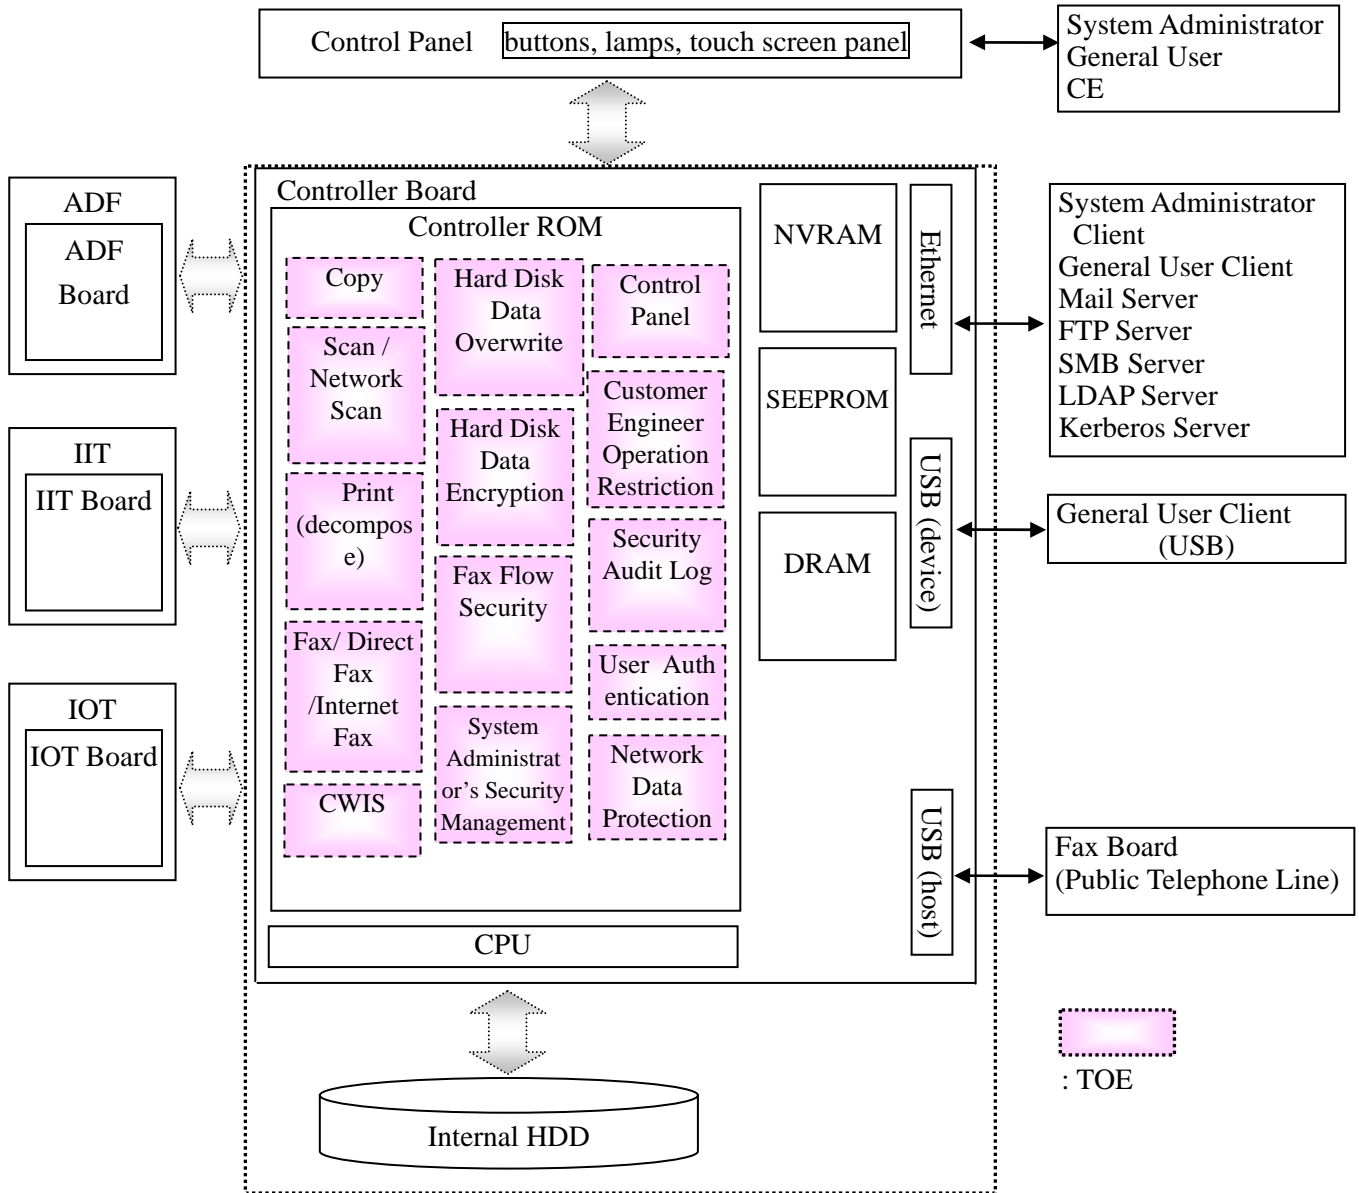 Control Panel
buttons, lamps, touch screen panel
System Administrator
General User
CE
ADF
ADF
Board
IIT
IIT Board
IOT
IOT Board
Controller Board
Controller ROM
Copy
Scan /
Network
Scan
Print
(decompos
e)
Fax/ Direct
Fax
/Internet
Fax
CWIS
Hard Disk
Data
Overwrite
Hard Disk
Data
Encryption
Fax Flow
Security
System
Administrat
or’s Security
Management
Control
Panel
Customer
Engineer
Operation
Restriction
Security
Audit Log
User Auth
entication
Network
Data
Protection
CPU
NVRAM
SEEPROM
DRAM
Ethernet
USB (device)
USB (host)
System Administrator
Client
General User Client
Mail Server
FTP Server
SMB Server
LDAP Server
Kerberos Server
General User Client
(USB)
Fax Board
(Public Telephone Line)
Internal HDD
: TOE